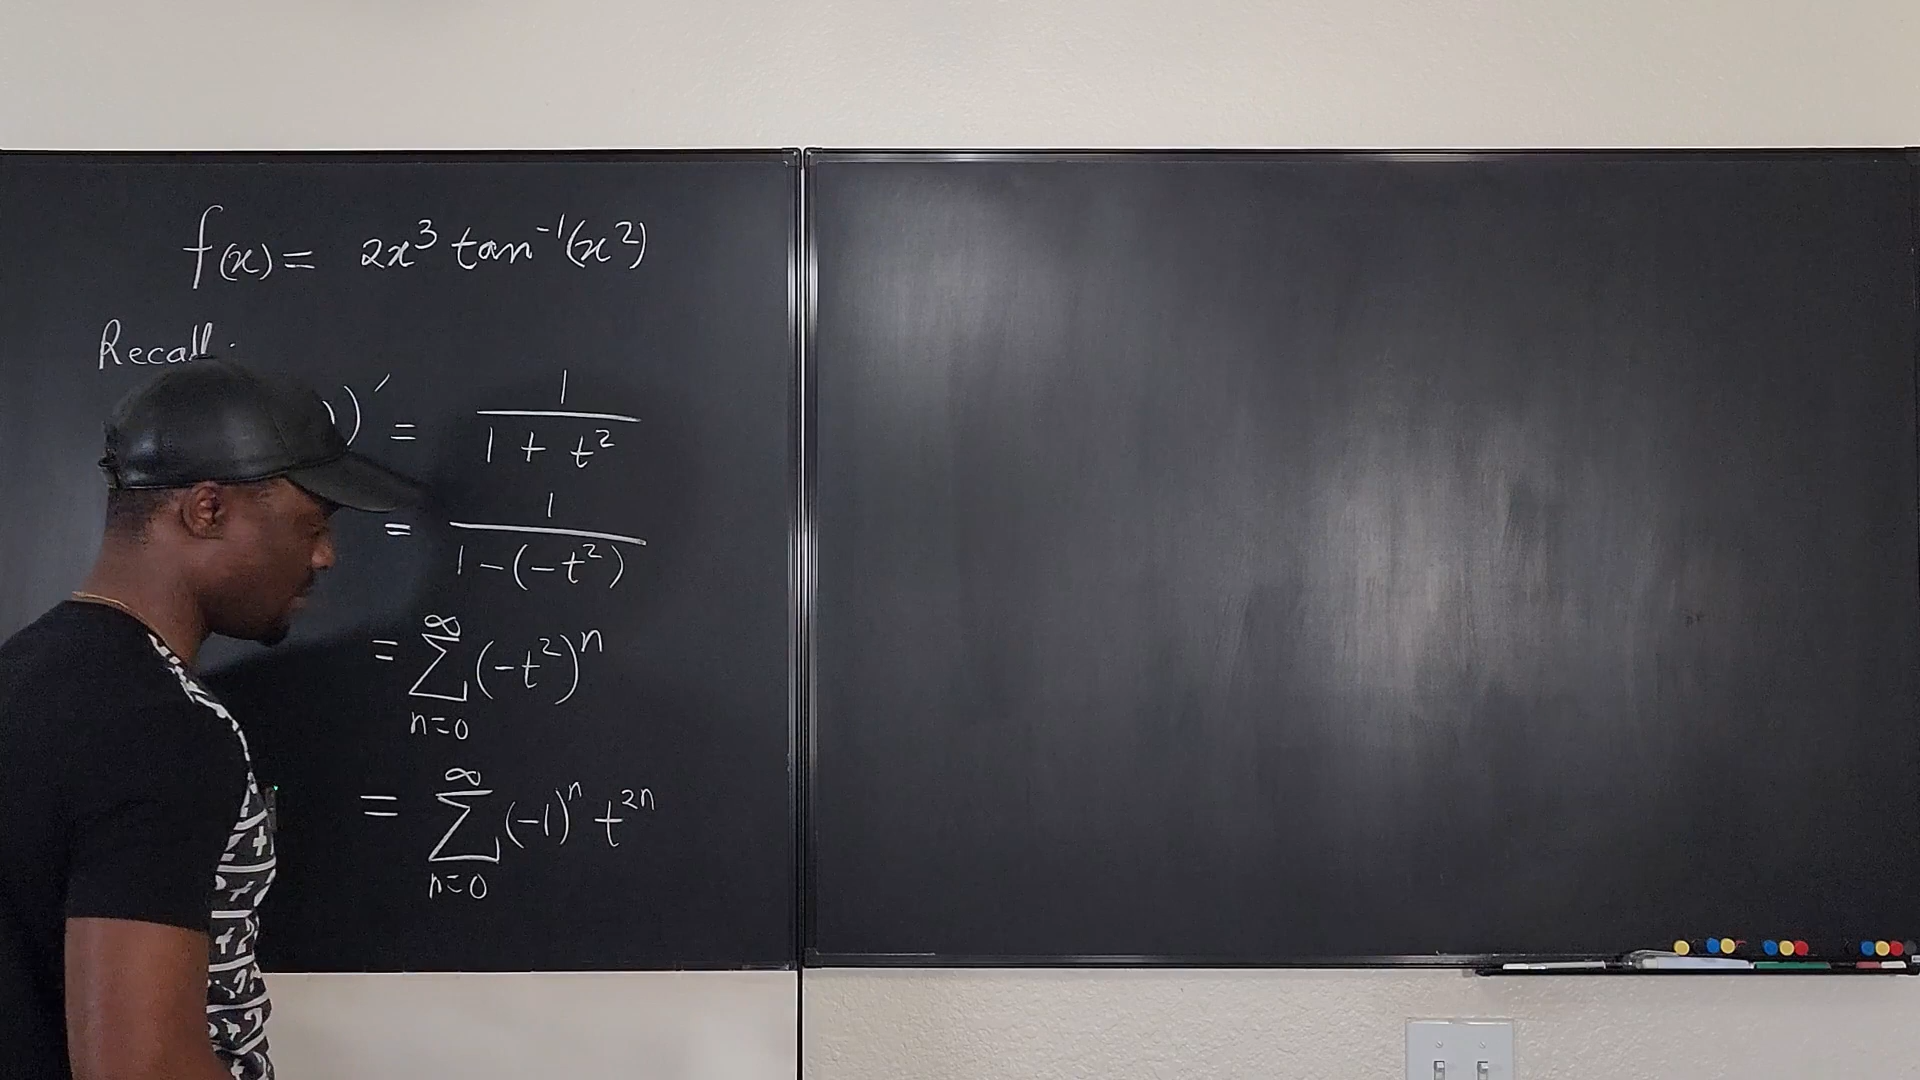 f(x) = 2x³ tan⁻¹(x²)
Recall:
))′ = 1/(1 + t²)
= 1/(1-(-t²))
= ∑_{n=0}^{∞} (-t²)ⁿ
= ∑_{n=0}^{∞} (-1)ⁿ t²ⁿ